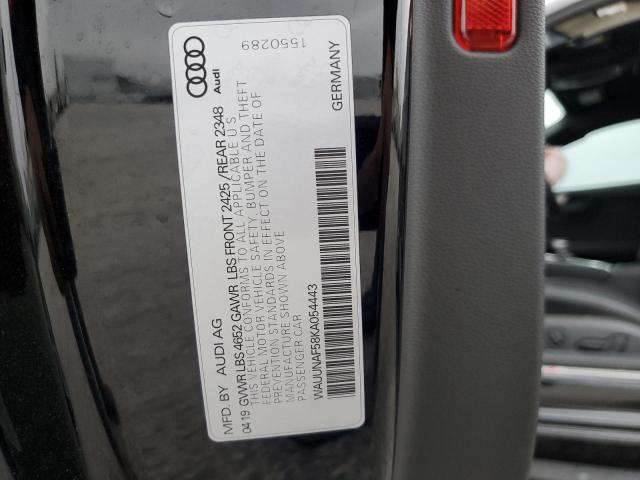 MFD. BY AUDI AG
04 19 GVWR LBS 4652 GAWR LBS FRONT 2425 /REAR 2348
THIS VEHICLE CONFORMS TO ALL APPLICABLE U S
FEDERAL MOTOR VEHICLE SAFETY, BUMPER AND THEFT
PREVENTION STANDARDS IN EFFECT ON THE DATE OF
MANUFACTURE SHOWN ABOVE
PASSENGER CAR
WAUUNAF58KA054443
GERMANY
Audi
1550289